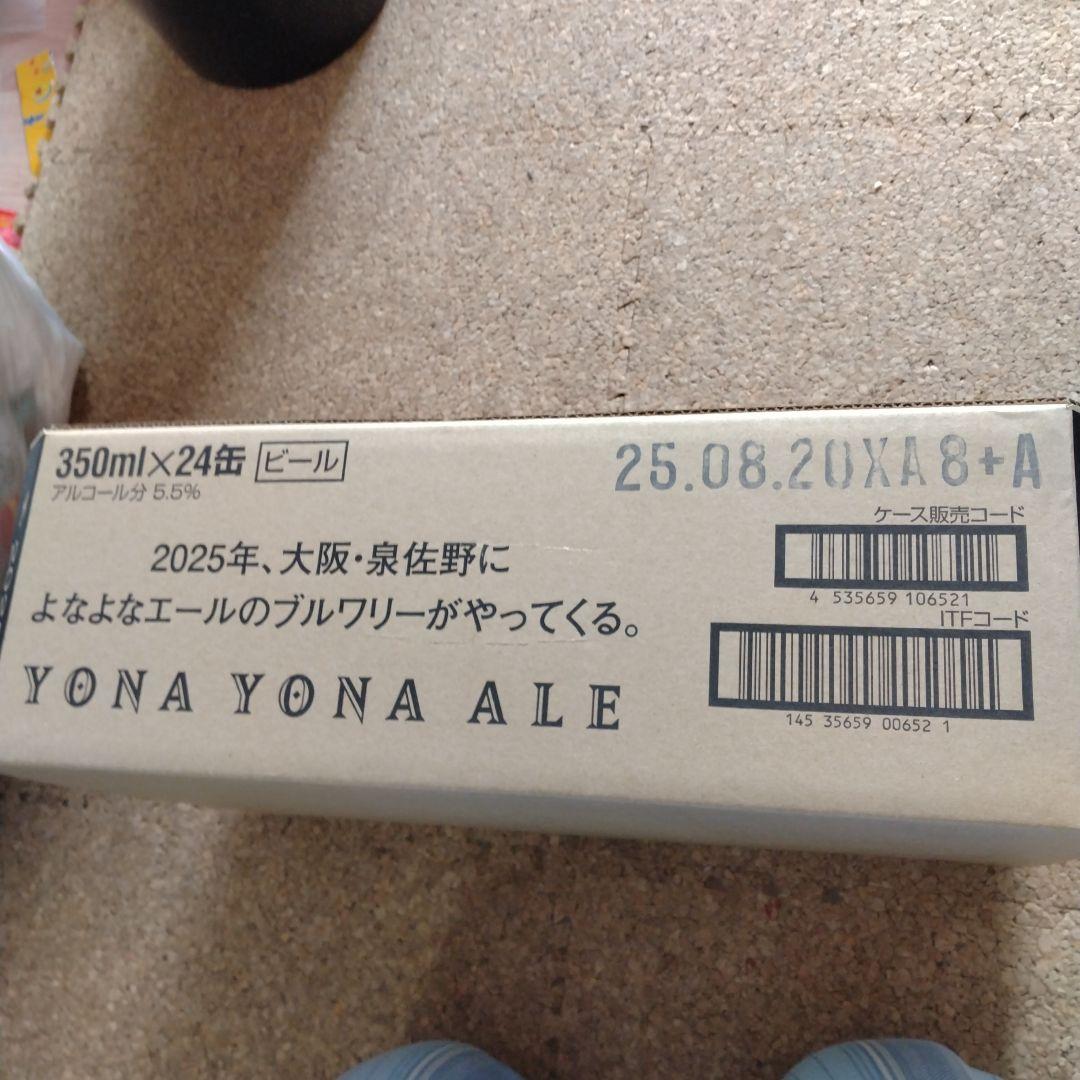 350ml×24缶 ビール
アルコール分 5.5%
25.08.20XA8+A
2025年、大阪・泉佐野に
よなよなエールのブルワリーがやってくる。
YONA YONA ALE
ケース販売コード
4 535659 106521
ITFコード
145 35659 00652 1